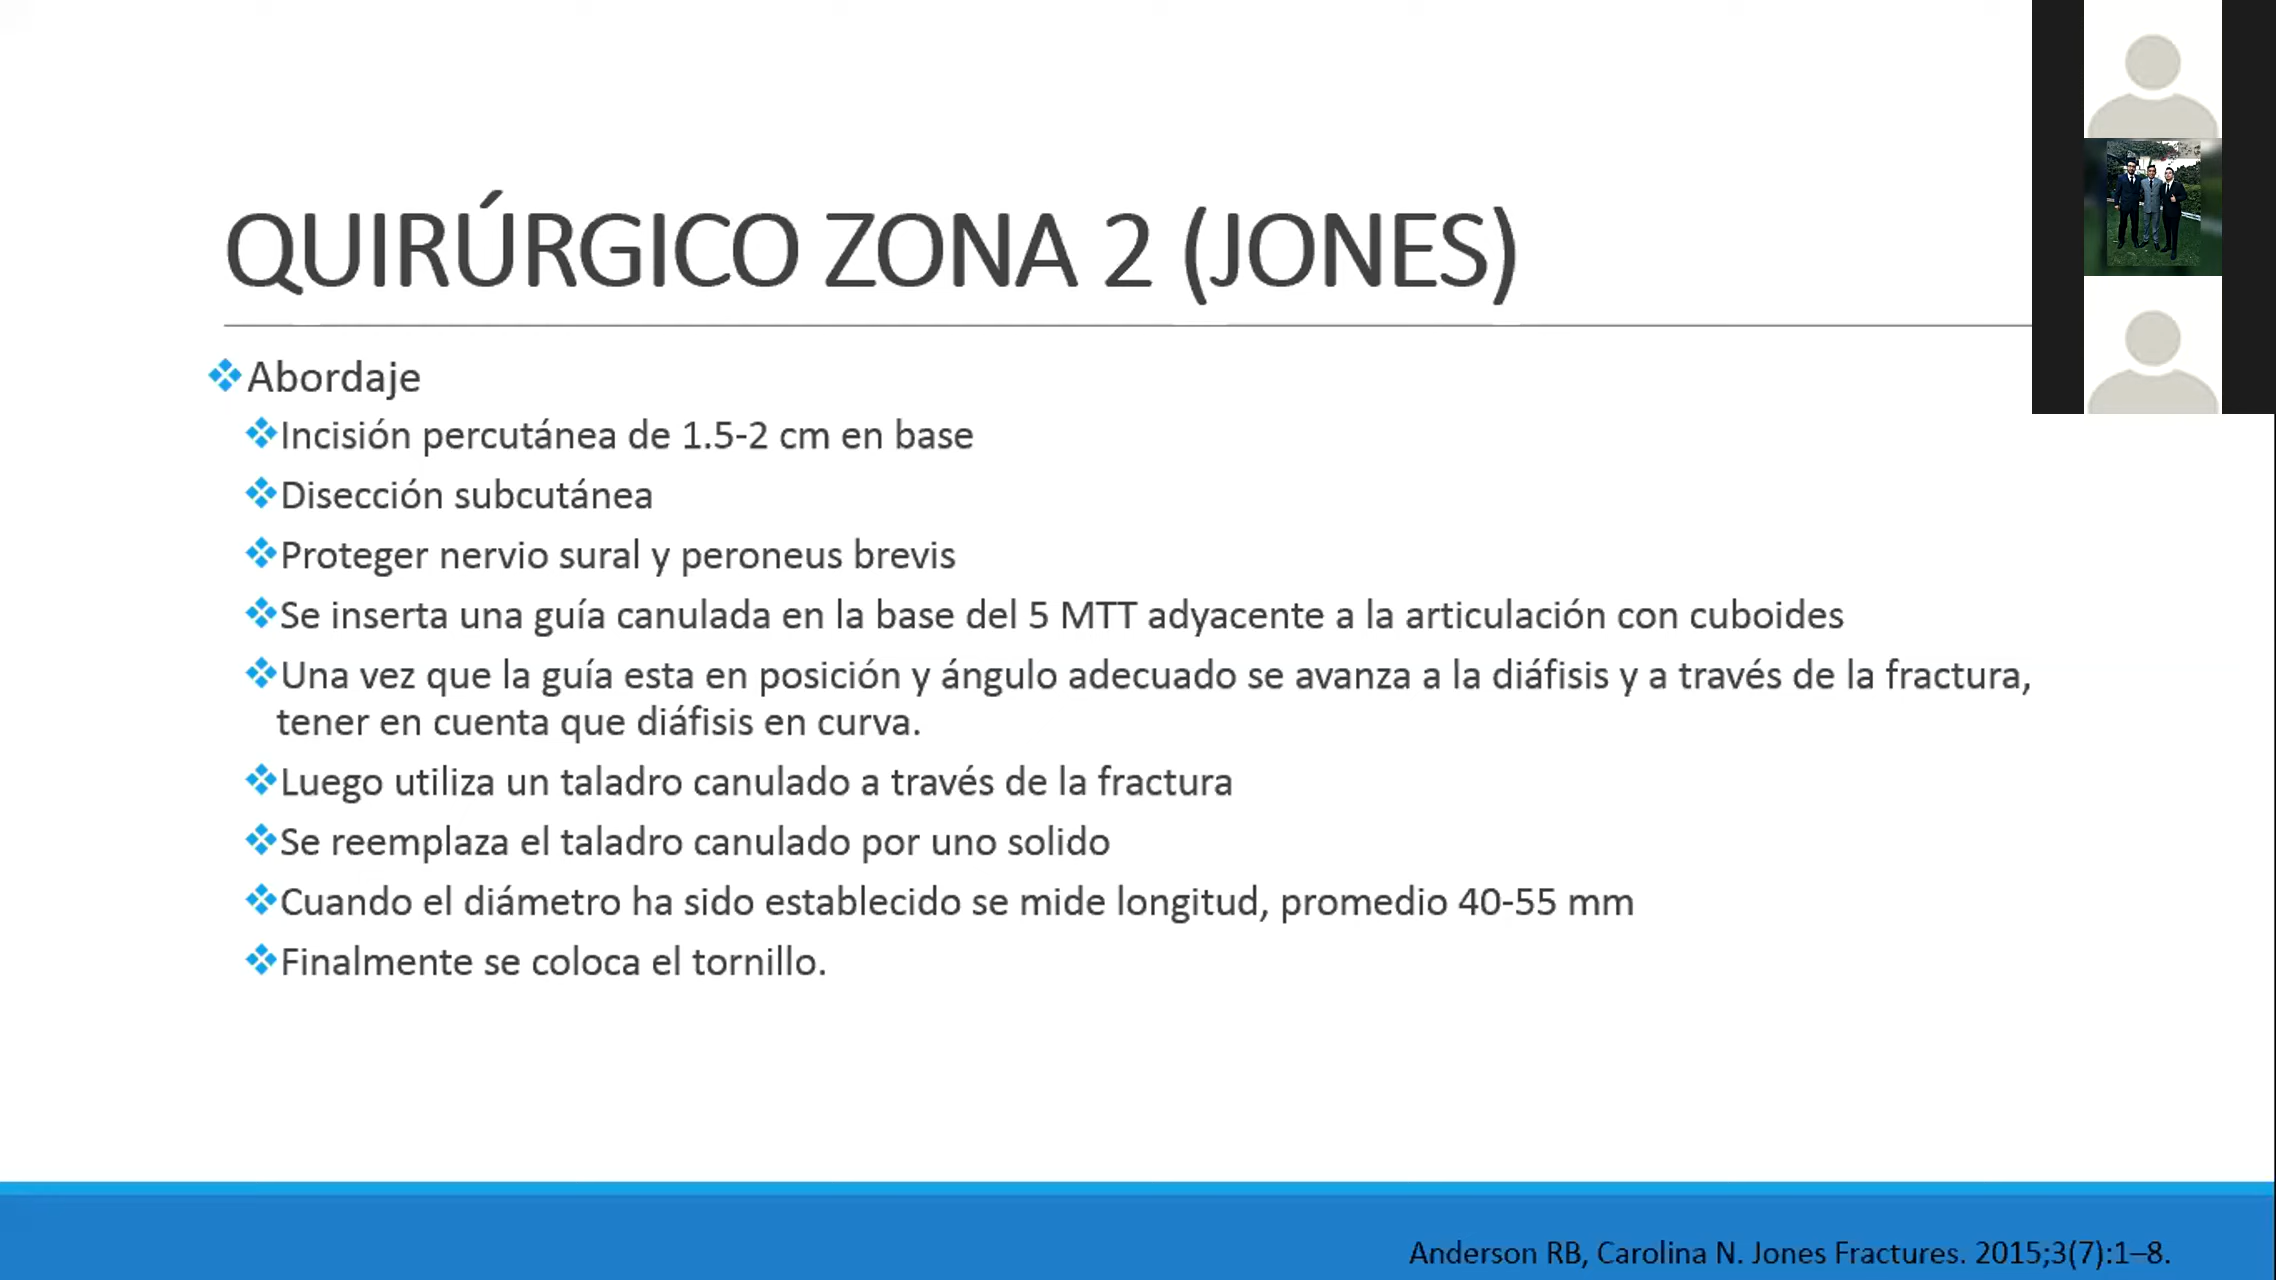 QUIRÚRGICO ZONA 2 (JONES)
Abordaje
Incisión percutánea de 1.5-2 cm en base
Disección subcutánea
Proteger nervio sural y peroneus brevis
Se inserta una guía canulada en la base del 5 MTT adyacente a la articulación con cuboides
Una vez que la guía esta en posición y ángulo adecuado se avanza a la diáfisis y a través de la fractura,
tener en cuenta que diáfisis en curva.
Luego utiliza un taladro canulado a través de la fractura
Se reemplaza el taladro canulado por uno solido
Cuando el diámetro ha sido establecido se mide longitud, promedio 40-55 mm
Finalmente se coloca el tornillo.
Anderson RB, Carolina N. Jones Fractures. 2015;3(7):1–8.